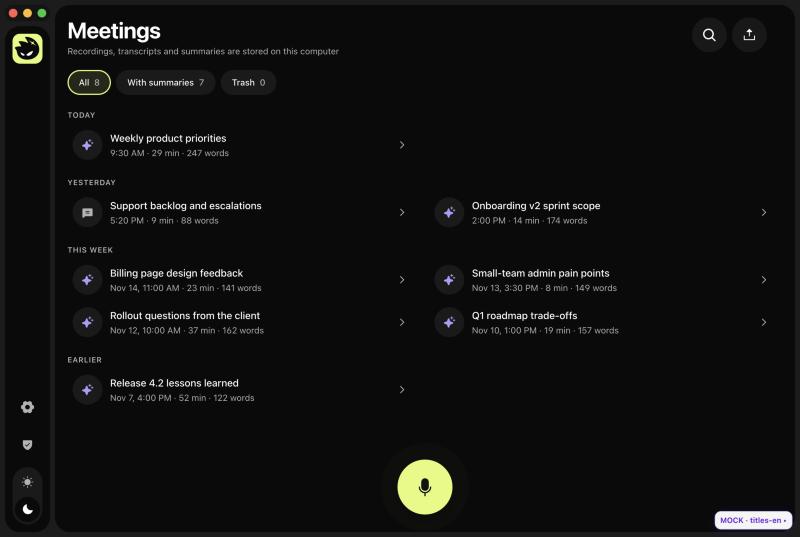 Meetings
Recordings, transcripts and summaries are stored on this computer
All 8
With summaries 7
Trash 0
TODAY
Weekly product priorities
9:30 AM · 29 min · 247 words
YESTERDAY
Support backlog and escalations
5:20 PM · 9 min · 88 words
Onboarding v2 sprint scope
2:00 PM · 14 min · 174 words
THIS WEEK
Billing page design feedback
Nov 14, 11:00 AM · 23 min · 141 words
Small-team admin pain points
Nov 13, 3:30 PM · 8 min · 149 words
Rollout questions from the client
Nov 12, 10:00 AM · 37 min · 162 words
Q1 roadmap trade-offs
Nov 10, 1:00 PM · 19 min · 157 words
EARLIER
Release 4.2 lessons learned
Nov 7, 4:00 PM · 52 min · 122 words
MOCK · titles-en